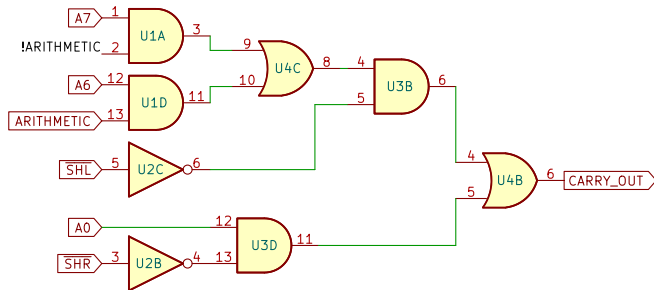 A7 1 U1A 3
!ARITHMETIC 2
9 U4C 8 4 U3B 6
A6 12 U1D 11 10
ARITHMETIC 13
5
SHL 5 U2C 6
4 U4B 6 CARRY_OUT
5
A0 12 U3D 11
SHR 3 U2B 4 13